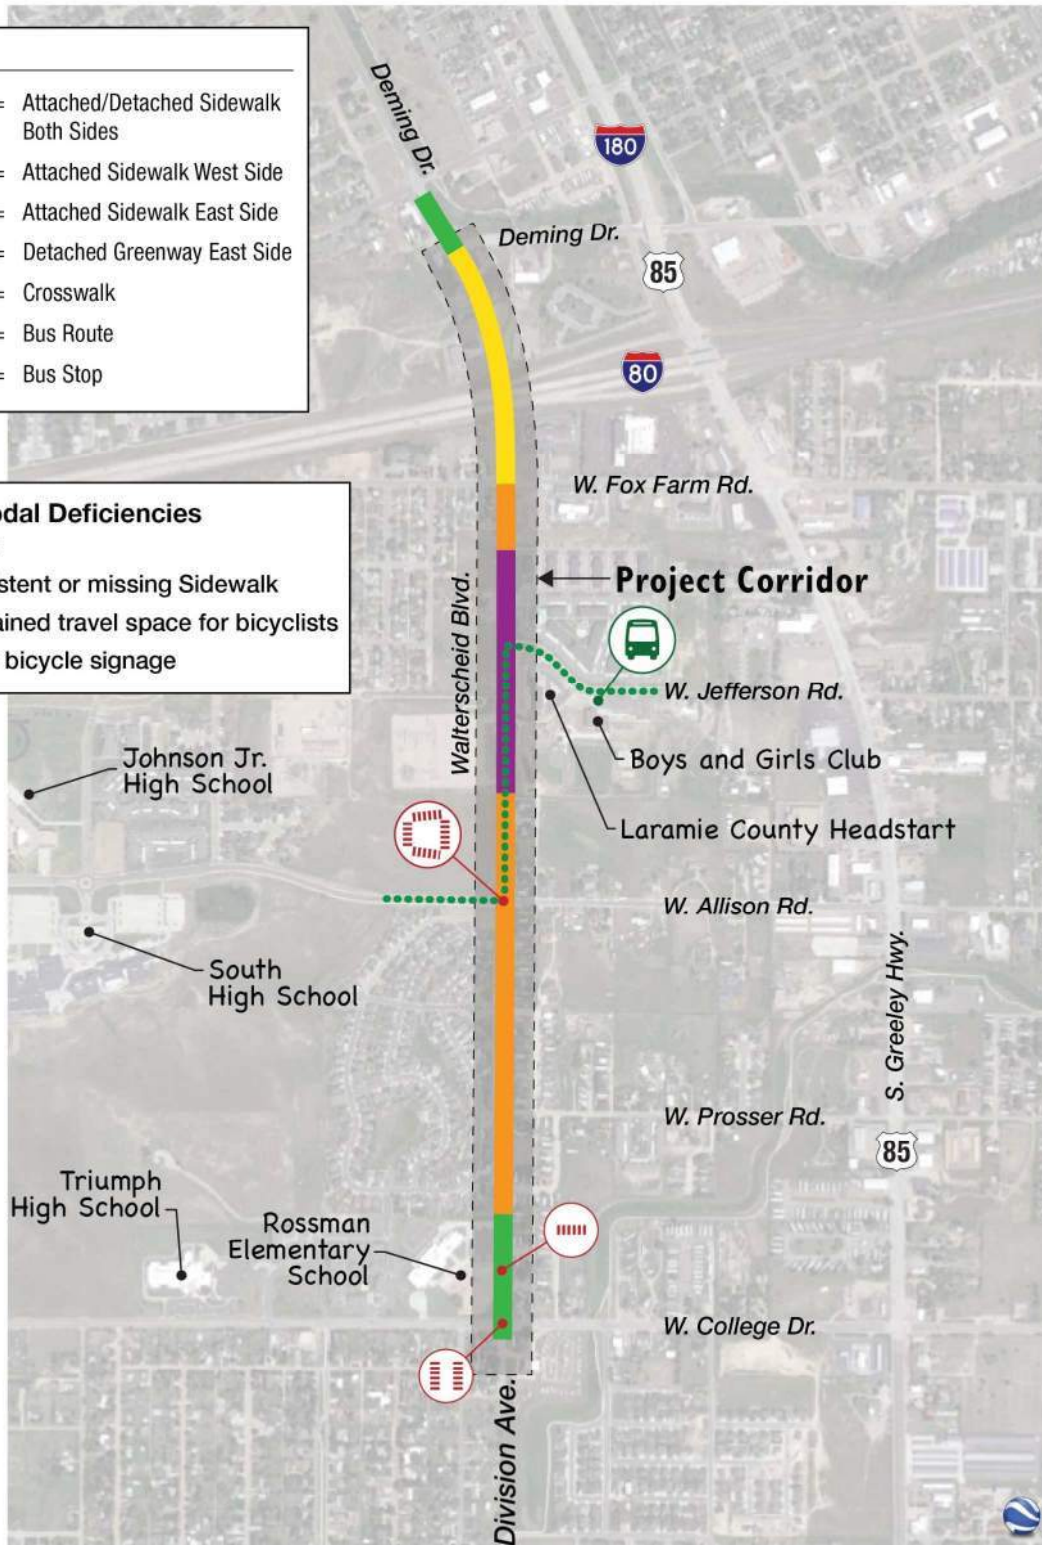 = Attached/Detached Sidewalk
Both Sides
= Attached Sidewalk West Side
= Attached Sidewalk East Side
= Detached Greenway East Side
= Crosswalk
= Bus Route
= Bus Stop
Deming Dr.
180
Deming Dr.
85
80
W. Fox Farm Rd.
odal Deficiencies
stent or missing Sidewalk
ained travel space for bicyclists
bicycle signage
Walterscheid Blvd.
Project Corridor
W. Jefferson Rd.
Boys and Girls Club
Johnson Jr.
High School
Laramie County Headstart
W. Allison Rd.
South
High School
S. Greeley Hwy.
W. Prosser Rd.
85
Triumph
High School
Rossman
Elementary
School
W. College Dr.
Division Ave.